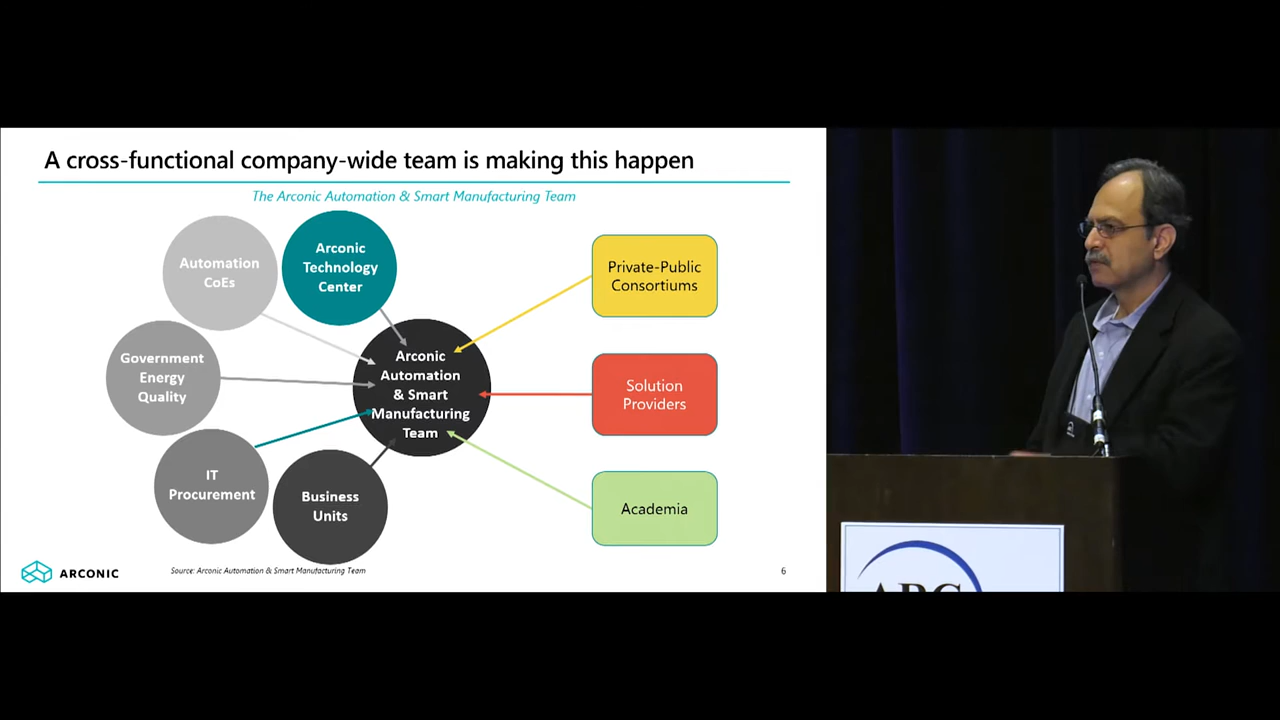 A cross-functional company-wide team is making this happen
The Arconic Automation & Smart Manufacturing Team
Automation
CoEs
Arconic
Technology
Center
Government
Energy
Quality
IT
Procurement
Business
Units
Arconic
Automation
& Smart
Manufacturing
Team
Private-Public
Consortiums
Solution
Providers
Academia
ARCONIC
Source: Arconic Automation & Smart Manufacturing Team
6